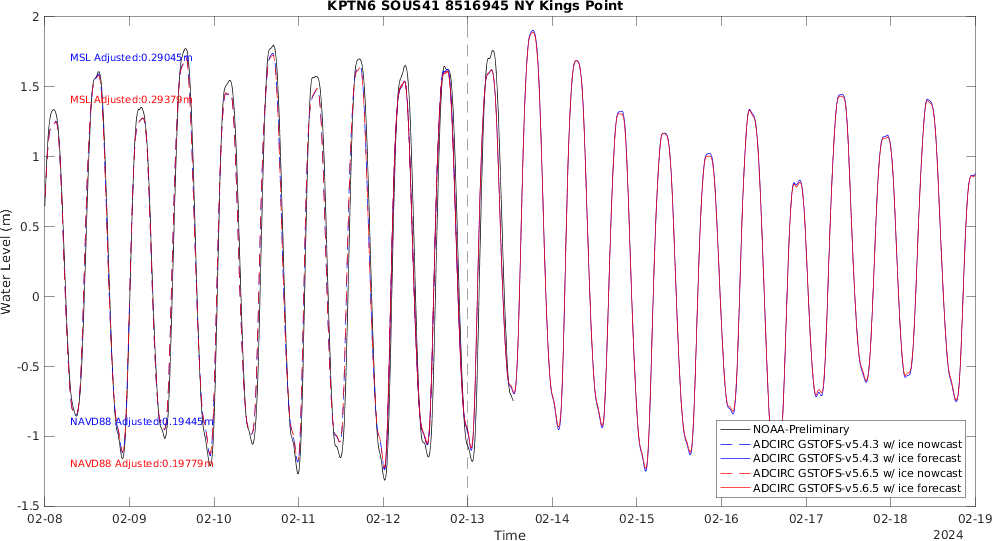 KPTN6 SOUS41 8516945 NY Kings Point
2
1.5
1
0.5
0
-0.5
-1
-1.5
Water Level (m)
MSL Adjusted:0.29045m
MSL Adjusted:0.29379m
NAVD88 Adjusted:0.19445m
NAVD88 Adjusted:0.19779m
NOAA-Preliminary
ADCIRC GSTOFS-v5.4.3 w/ ice nowcast
ADCIRC GSTOFS-v5.4.3 w/ ice forecast
ADCIRC GSTOFS-v5.6.5 w/ ice nowcast
ADCIRC GSTOFS-v5.6.5 w/ ice forecast
02-08 02-09 02-10 02-11 02-12 02-13 02-14 02-15 02-16 02-17 02-18 02-19
Time
2024